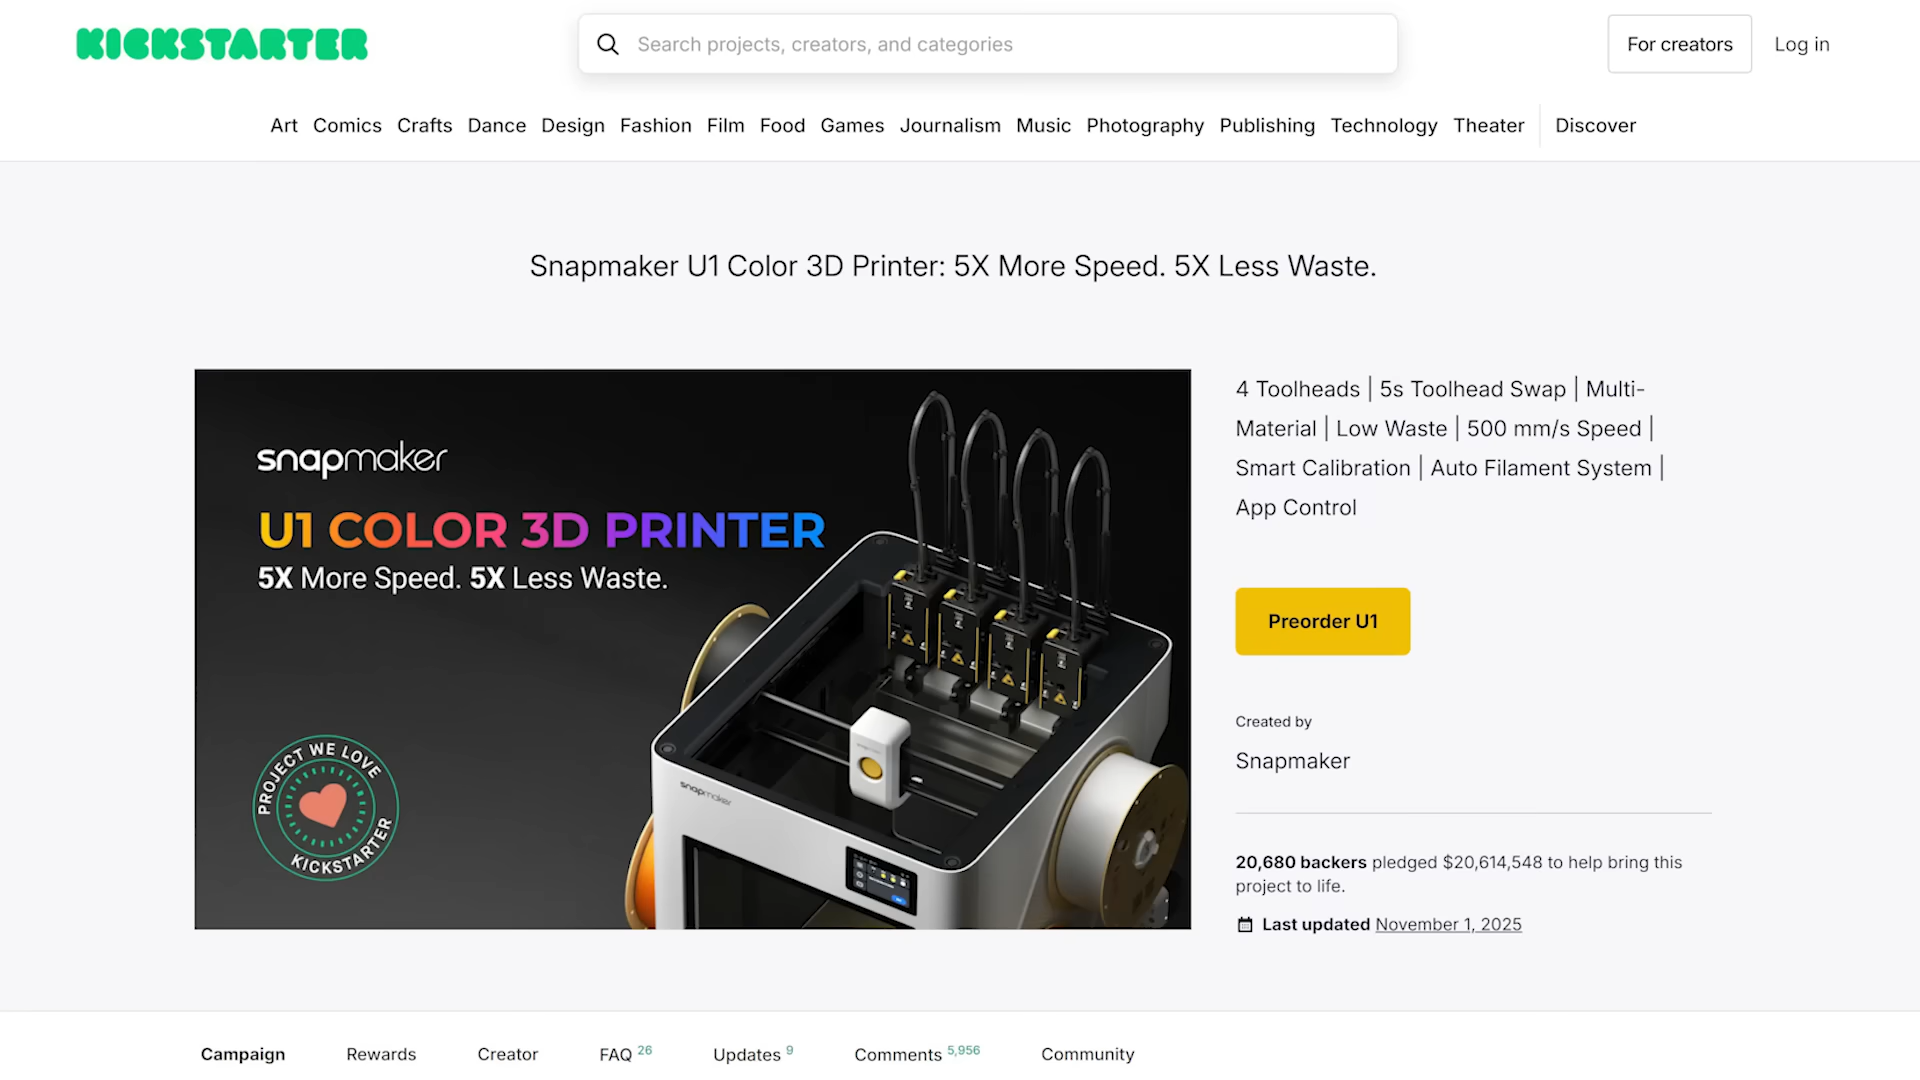 KICKSTARTER
Search projects, creators, and categories
For creators
Log in
Art Comics Crafts Dance Design Fashion Film Food Games Journalism Music Photography Publishing Technology Theater Discover
Snapmaker U1 Color 3D Printer: 5X More Speed. 5X Less Waste.
snapmaker
U1 COLOR 3D PRINTER
5X More Speed. 5X Less Waste.
PROJECT WE LOVE
KICKSTARTER
snapmaker
4 Toolheads | 5s Toolhead Swap | Multi-
Material | Low Waste | 500 mm/s Speed |
Smart Calibration | Auto Filament System |
App Control
Preorder U1
Created by
Snapmaker
20,680 backers pledged $20,614,548 to help bring this
project to life.
Last updated November 1, 2025
Campaign Rewards Creator FAQ 26 Updates 9 Comments 5,956 Community